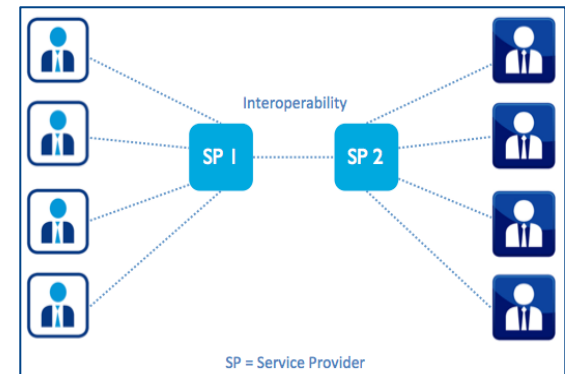 Interoperability
SP 1
SP 2
SP = Service Provider